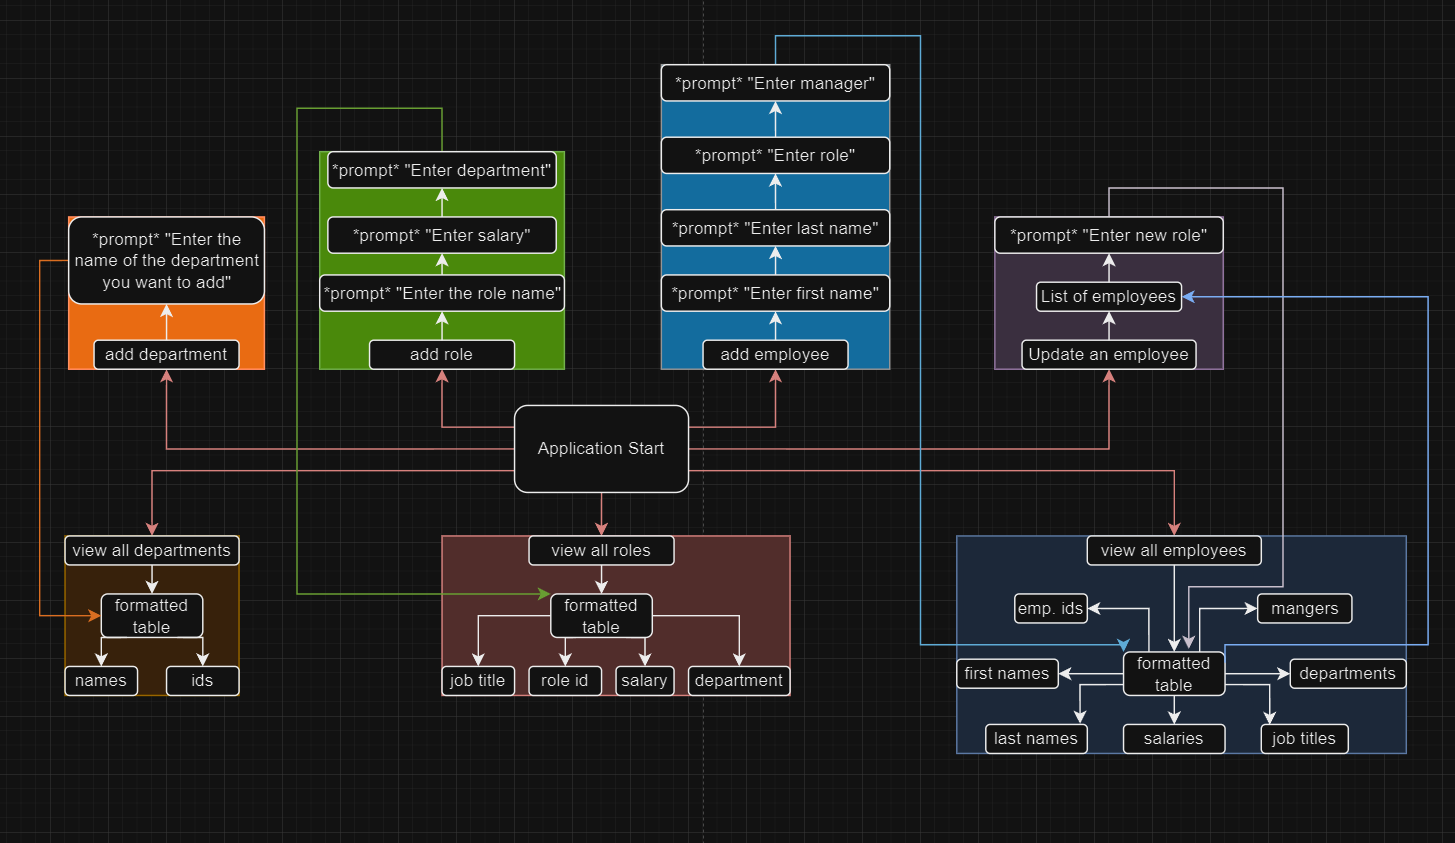 *prompt* "Enter manager"
*prompt* "Enter role"
*prompt* "Enter last name"
*prompt* "Enter first name"
add employee
*prompt* "Enter department"
*prompt* "Enter salary"
*prompt* "Enter the role name"
add role
*prompt* "Enter the
name of the department
you want to add"
add department
*prompt* "Enter new role"
List of employees
Update an employee
Application Start
view all departments
formatted
table
names
ids
view all roles
formatted
table
job title
role id
salary
department
view all employees
emp. ids
mangers
formatted
table
first names
departments
last names
salaries
job titles